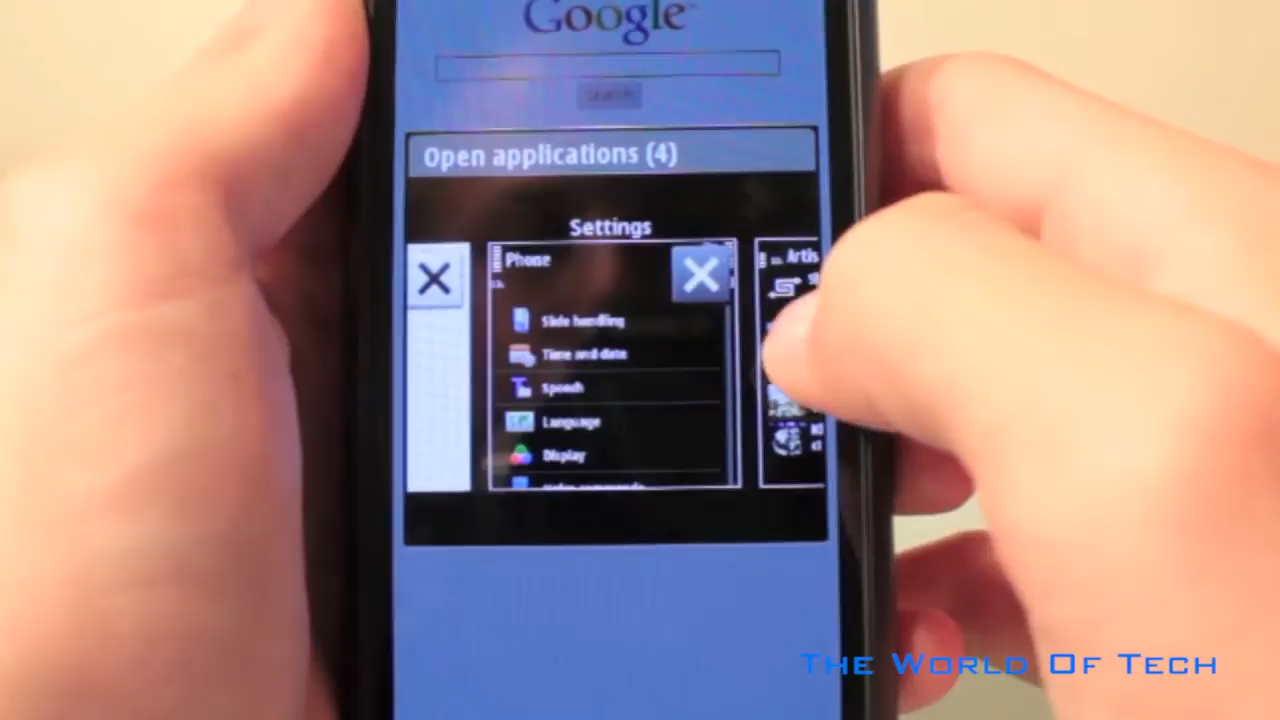 Google
Search
Open applications (4)
Settings
Phone
Artis
Slide handling
Time and date
Speech
Language
Display
THE WORLD OF TECH